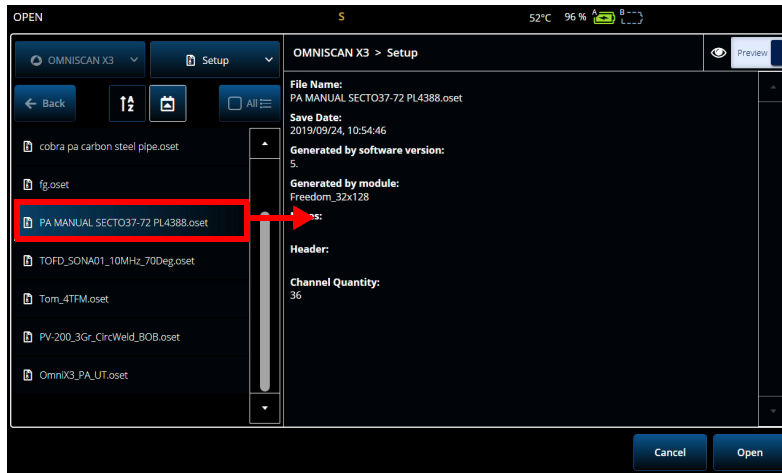 OPEN
S
52°C 96 % A B
OMNISCAN X3
Setup
OMNISCAN X3 > Setup
Preview
Back
All
File Name:
PA MANUAL SECTO37-72 PL4388.oset
Save Date:
2019/09/24, 10:54:46
Generated by software version:
5.
Generated by module:
Freedom_32x128
Header:
Channel Quantity:
36
cobra pa carbon steel pipe.oset
fg.oset
PA MANUAL SECTO37-72 PL4388.oset
TOFD_SONA01_10MHz_70Deg.oset
Tom_4TFM.oset
PV-200_3Gr_CircWeld_BOB.oset
OmniX3_PA_UT.oset
Cancel
Open